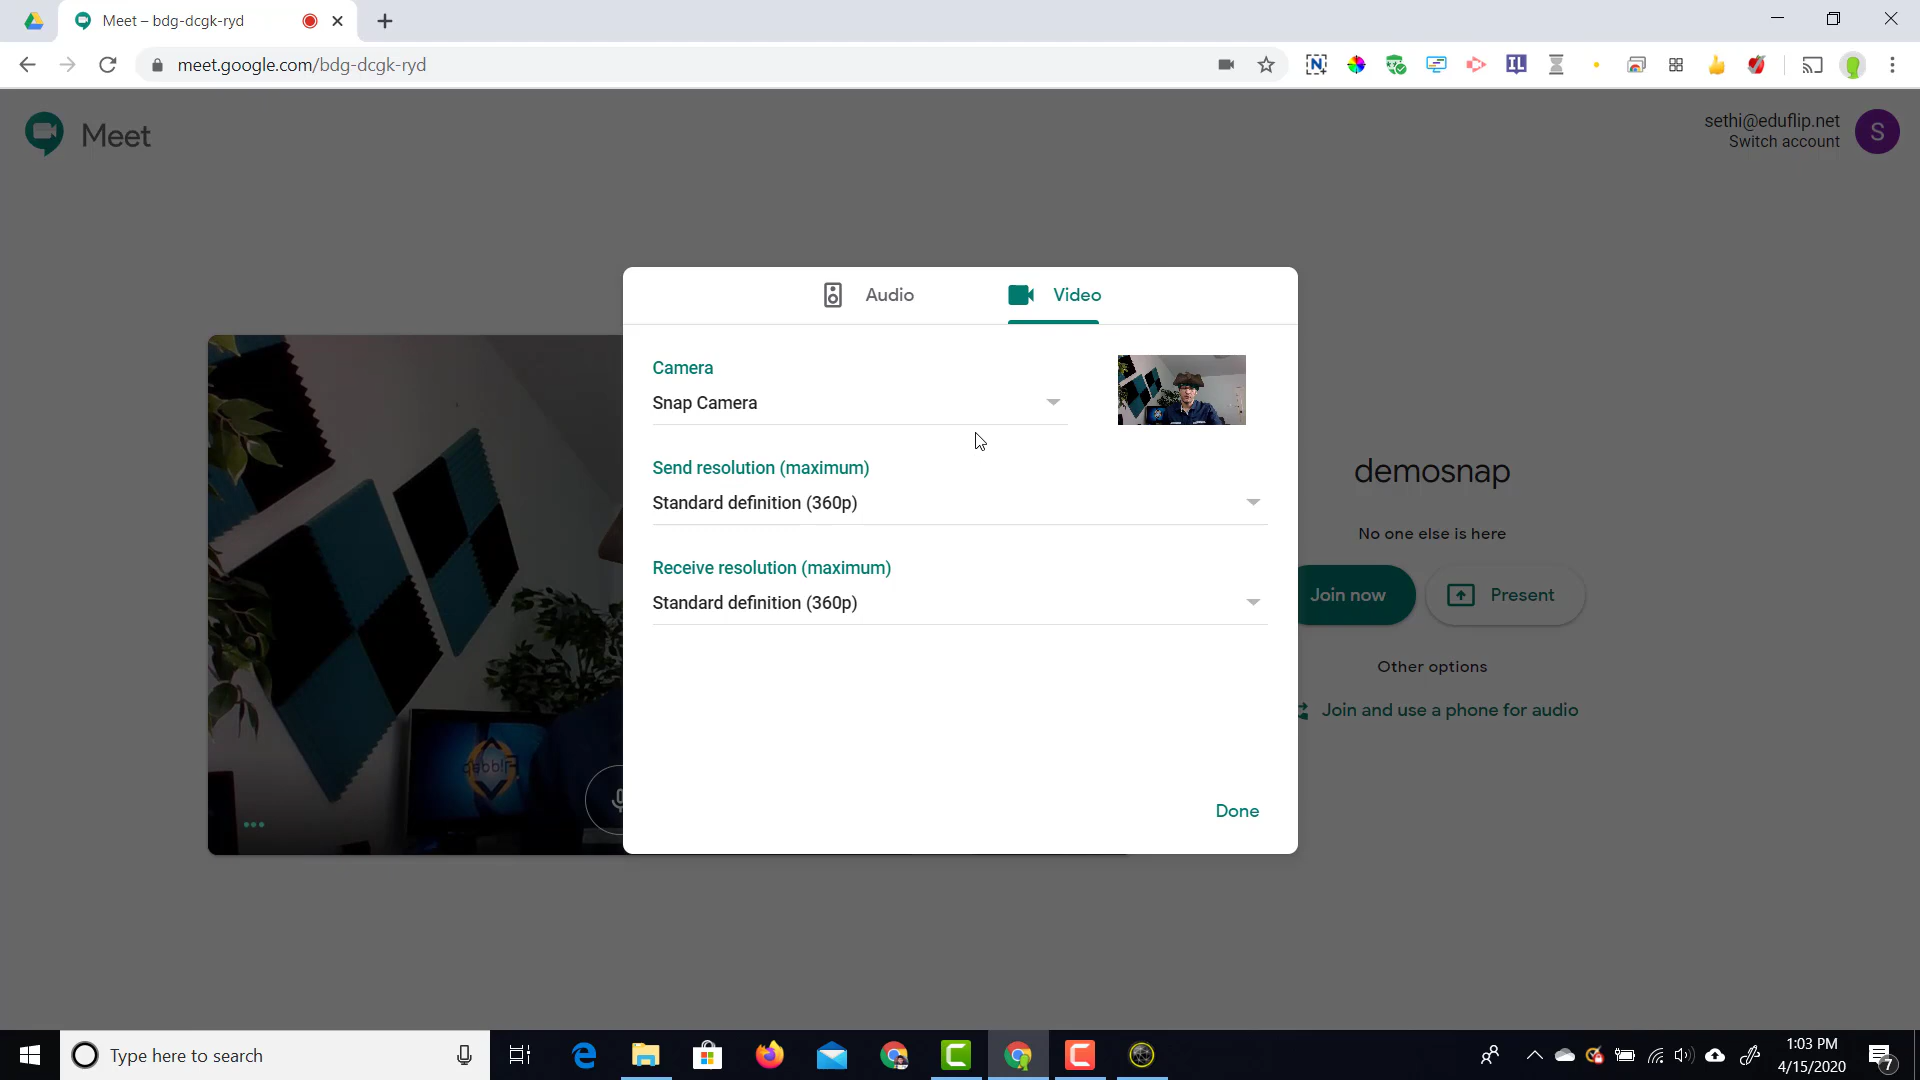 Meet – bdg-dcgk-ryd
meet.google.com/bdg-dcgk-ryd
N
IL
Meet
sethi@eduflip.net
Switch account
S
Audio
Video
Camera
Snap Camera
Send resolution (maximum)
Standard definition (360p)
Receive resolution (maximum)
Standard definition (360p)
Done
demosnap
No one else is here
Join now
Present
Other options
Join and use a phone for audio
Type here to search
1:03 PM
4/15/2020
7